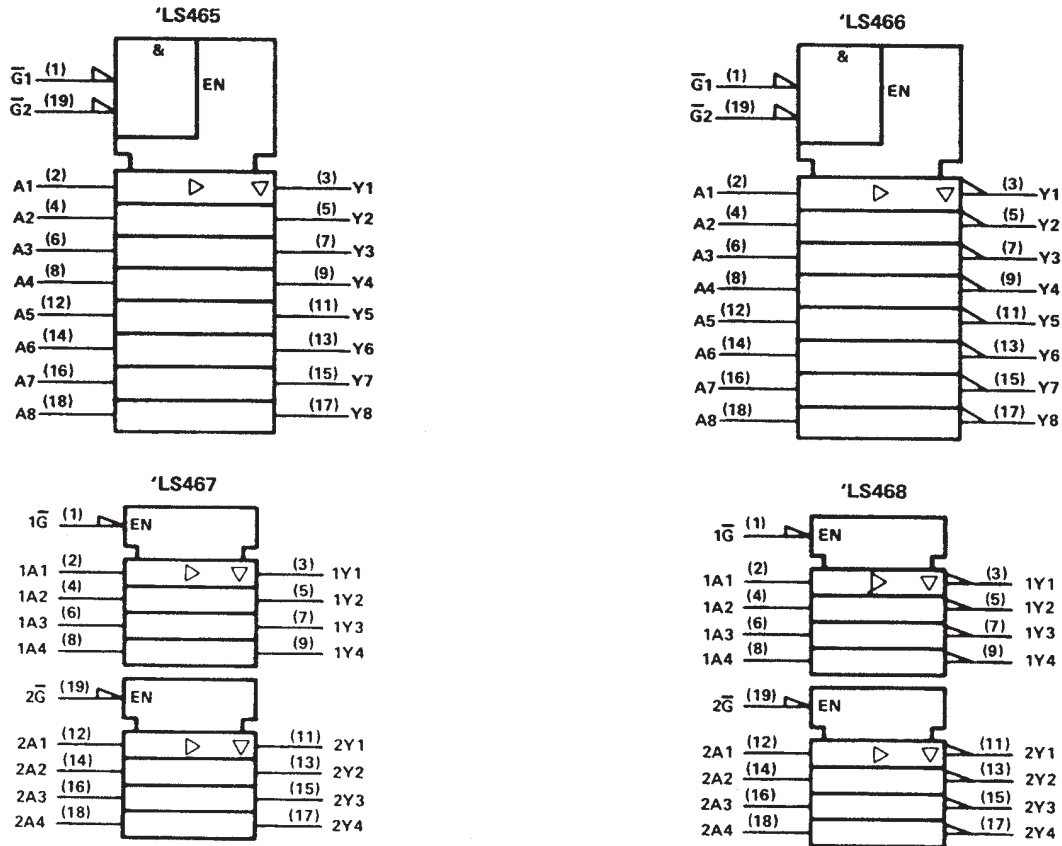 'LS465
&
EN
G̅1 (1)
G̅2 (19)
A1 (2) (3) Y1
A2 (4) (5) Y2
A3 (6) (7) Y3
A4 (8) (9) Y4
A5 (12) (11) Y5
A6 (14) (13) Y6
A7 (16) (15) Y7
A8 (18) (17) Y8
'LS466
&
EN
G̅1 (1)
G̅2 (19)
A1 (2) (3) Y1
A2 (4) (5) Y2
A3 (6) (7) Y3
A4 (8) (9) Y4
A5 (12) (11) Y5
A6 (14) (13) Y6
A7 (16) (15) Y7
A8 (18) (17) Y8
'LS467
1G̅ (1) EN
1A1 (2) (3) 1Y1
1A2 (4) (5) 1Y2
1A3 (6) (7) 1Y3
1A4 (8) (9) 1Y4
2G̅ (19) EN
2A1 (12) (11) 2Y1
2A2 (14) (13) 2Y2
2A3 (16) (15) 2Y3
2A4 (18) (17) 2Y4
'LS468
1G̅ (1) EN
1A1 (2) (3) 1Y1
1A2 (4) (5) 1Y2
1A3 (6) (7) 1Y3
1A4 (8) (9) 1Y4
2G̅ (19) EN
2A1 (12) (11) 2Y1
2A2 (14) (13) 2Y2
2A3 (16) (15) 2Y3
2A4 (18) (17) 2Y4